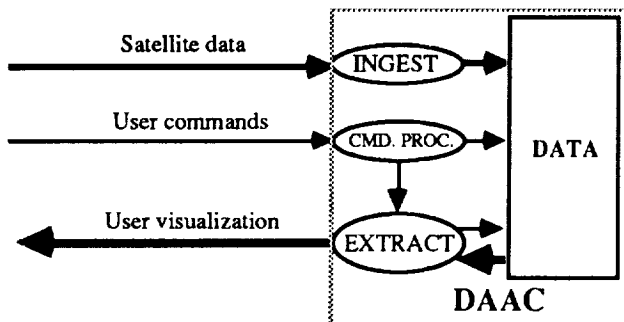 Satellite data
INGEST
User commands
CMD. PROC.
DATA
User visualization
EXTRACT
DAAC